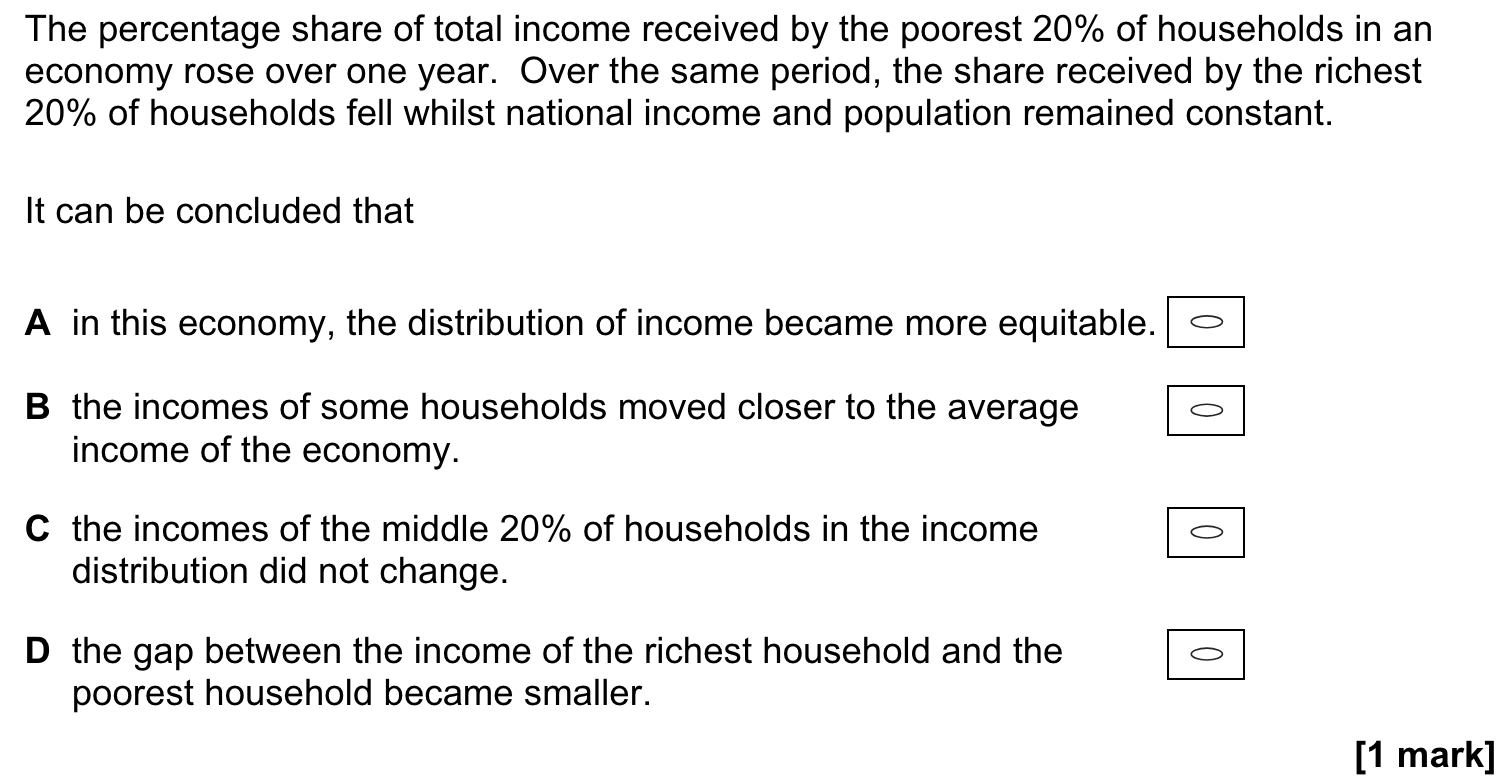 The percentage share of total income received by the poorest 20% of households in an
economy rose over one year. Over the same period, the share received by the richest
20% of households fell whilst national income and population remained constant.
It can be concluded that
A in this economy, the distribution of income became more equitable.
B the incomes of some households moved closer to the average
income of the economy.
C the incomes of the middle 20% of households in the income
distribution did not change.
D the gap between the income of the richest household and the
poorest household became smaller.
[1 mark]